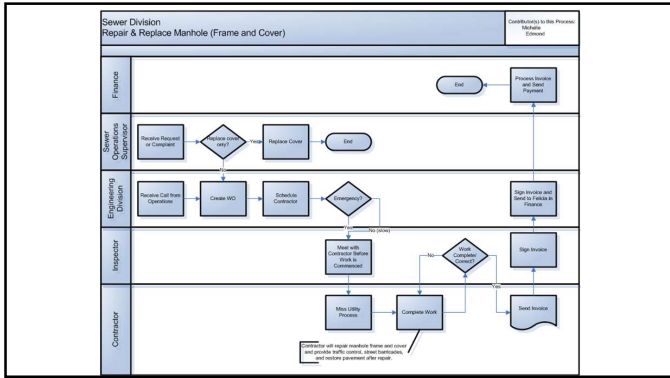 Sewer Division
Repair & Replace Manhole (Frame and Cover)
Contributor(s) to this Process:
Michelle
Edmond
Finance
End
Process Invoice
and Send
Payment
Sewer
Operations
Supervisor
Receive Request
or Complaint
Replace cover
only?
Yes
Replace Cover
End
No
Engineering
Division
Receive Call from
Operations
Create WO
Schedule
Contractor
Emergency?
Sign Invoice and
Send to Felicia in
Finance
Yes
No (slow)
Inspector
Meet with
Contractor Before
Work is
Commenced
No
Work
Complete/
Correct?
Sign Invoice
Yes
Contractor
Miss Utility
Process
Complete Work
Send Invoice
Contractor will repair manhole frame and cover
and provide traffic control, street barricades,
and restore pavement after repair.